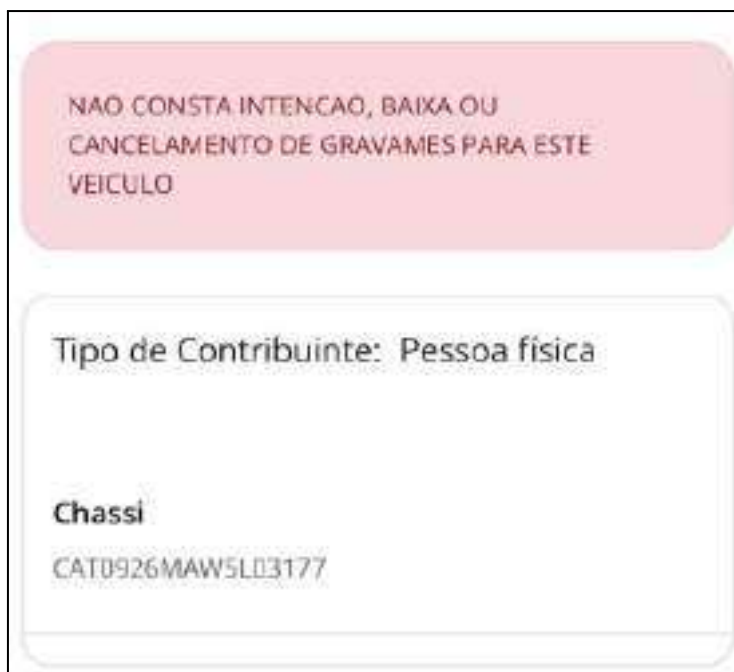 NAO CONSTA INTENCAO, BAIXA OU
CANCELAMENTO DE GRAVAMES PARA ESTE
VEICULO
Tipo de Contribuinte: Pessoa física
Chassi
CAT0926MAW5L03177